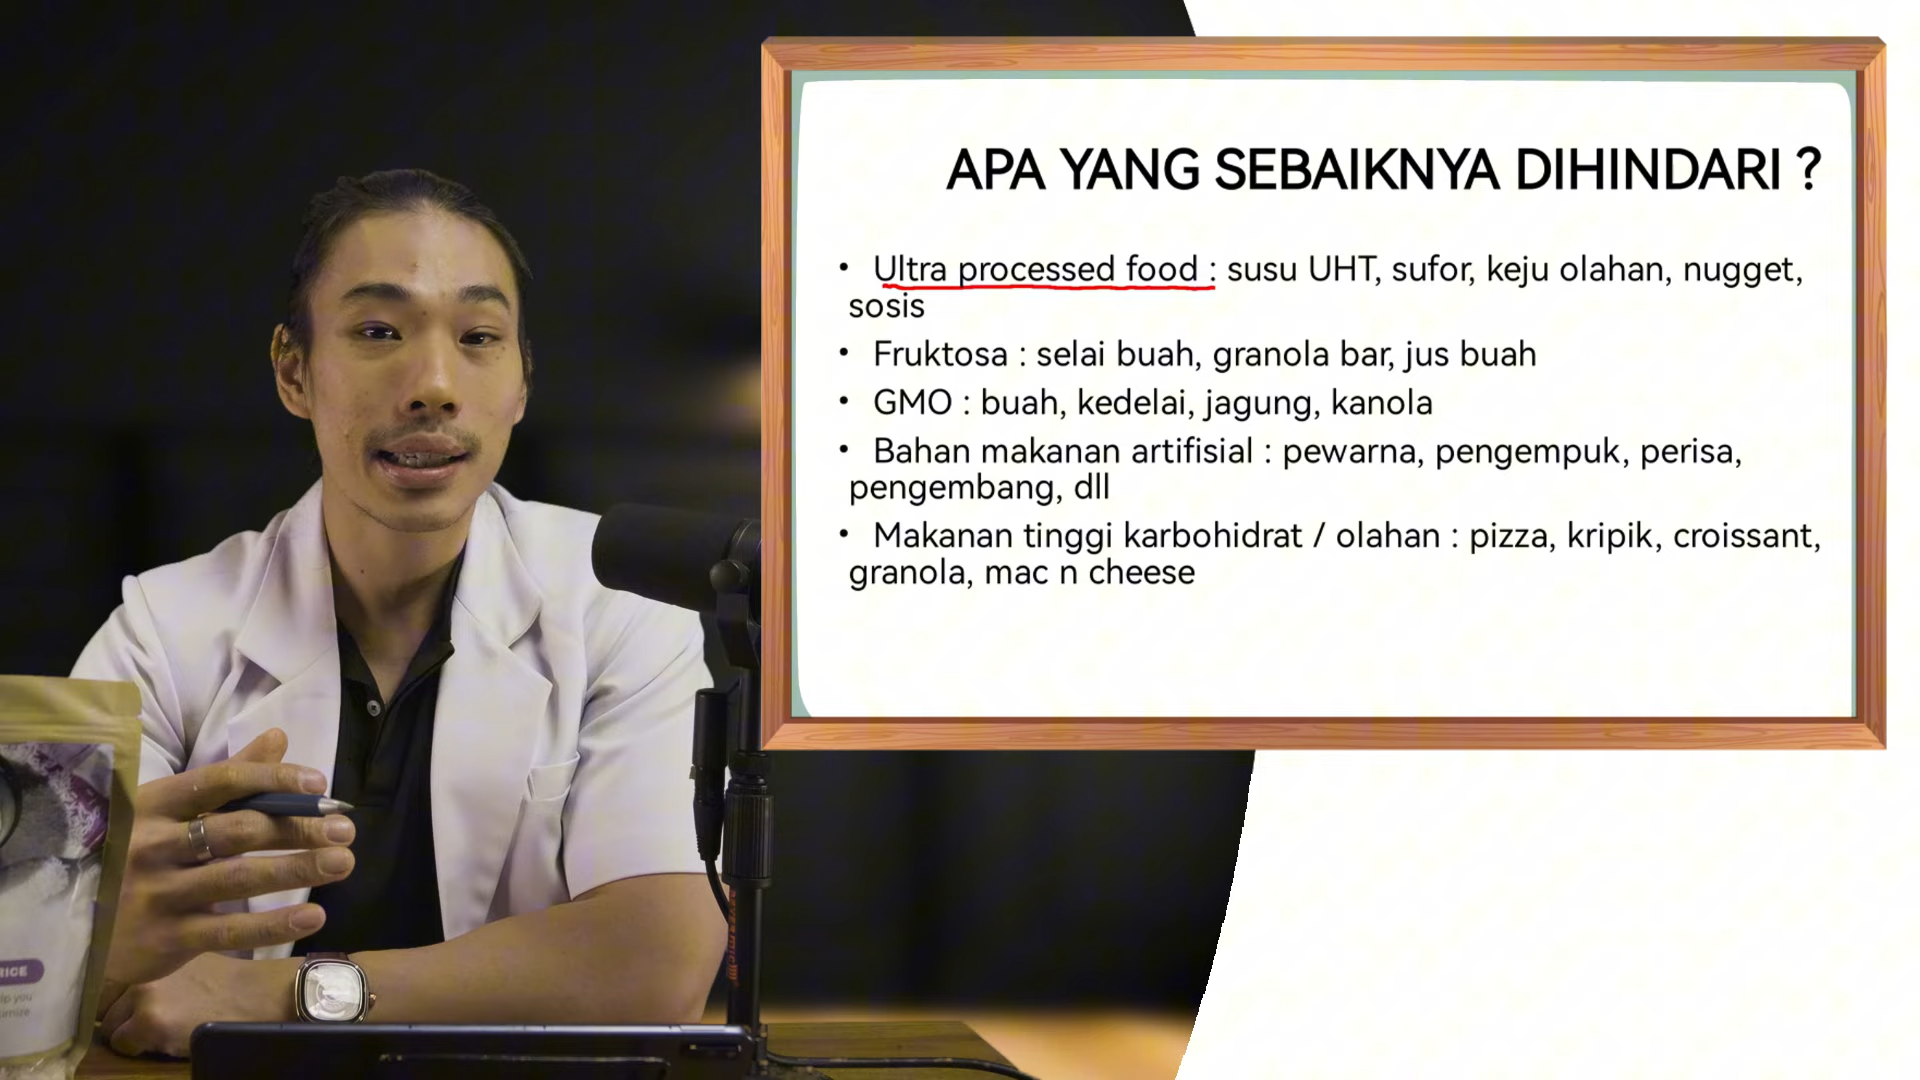 APA YANG SEBAIKNYA DIHINDARI ?
• Ultra processed food : susu UHT, sufor, keju olahan, nugget,
sosis
• Fruktosa : selai buah, granola bar, jus buah
• GMO : buah, kedelai, jagung, kanola
• Bahan makanan artifisial : pewarna, pengempuk, perisa,
pengembang, dll
• Makanan tinggi karbohidrat / olahan : pizza, kripik, croissant,
granola, mac n cheese
RICE
you